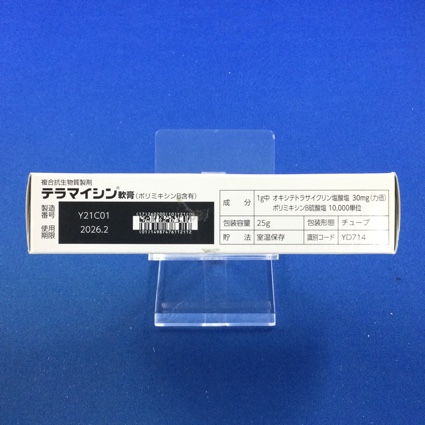 複合抗生物質製剤
テラマイシン®軟膏(ポリミキシンB含有)
製造番号 Y21C01
使用期限 2026.2
成分 1g中 オキシテトラサイクリン塩酸塩 30mg(力価)
ポリミキシンB硫酸塩 10,000単位
包装容量 25g 包装形態 チューブ
貯法 室温保存 識別コード YD714